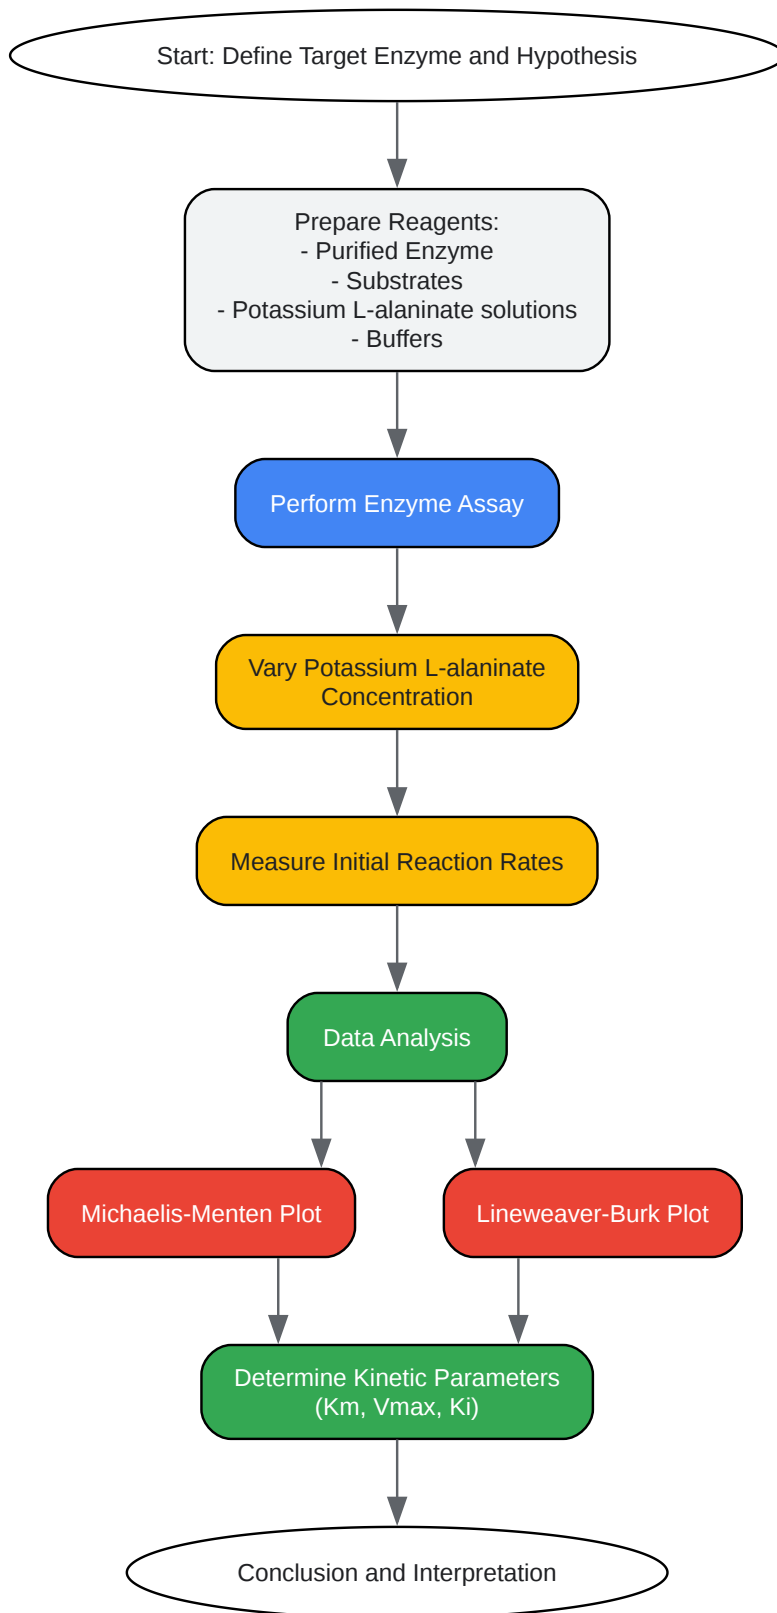 Start: Define Target Enzyme and Hypothesis
Prepare Reagents:
- Purified Enzyme
- Substrates
- Potassium L-alaninate solutions
- Buffers
Perform Enzyme Assay
Vary Potassium L-alaninate
Concentration
Measure Initial Reaction Rates
Data Analysis
Michaelis-Menten Plot
Lineweaver-Burk Plot
Determine Kinetic Parameters
(Km, Vmax, Ki)
Conclusion and Interpretation